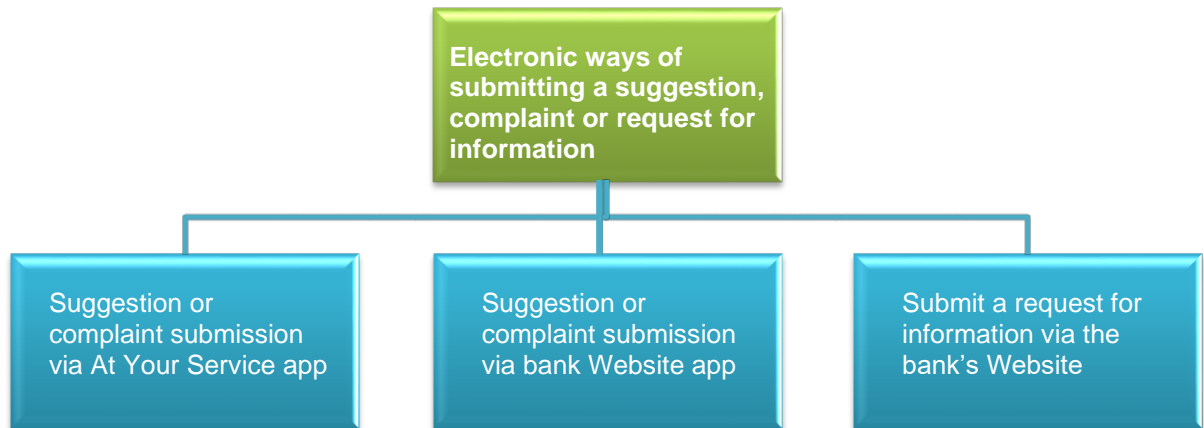 Electronic ways of
submitting a suggestion,
complaint or request for
information
Suggestion or
complaint submission
via At Your Service app
Suggestion or
complaint submission
via bank Website app
Submit a request for
information via the
bank's Website